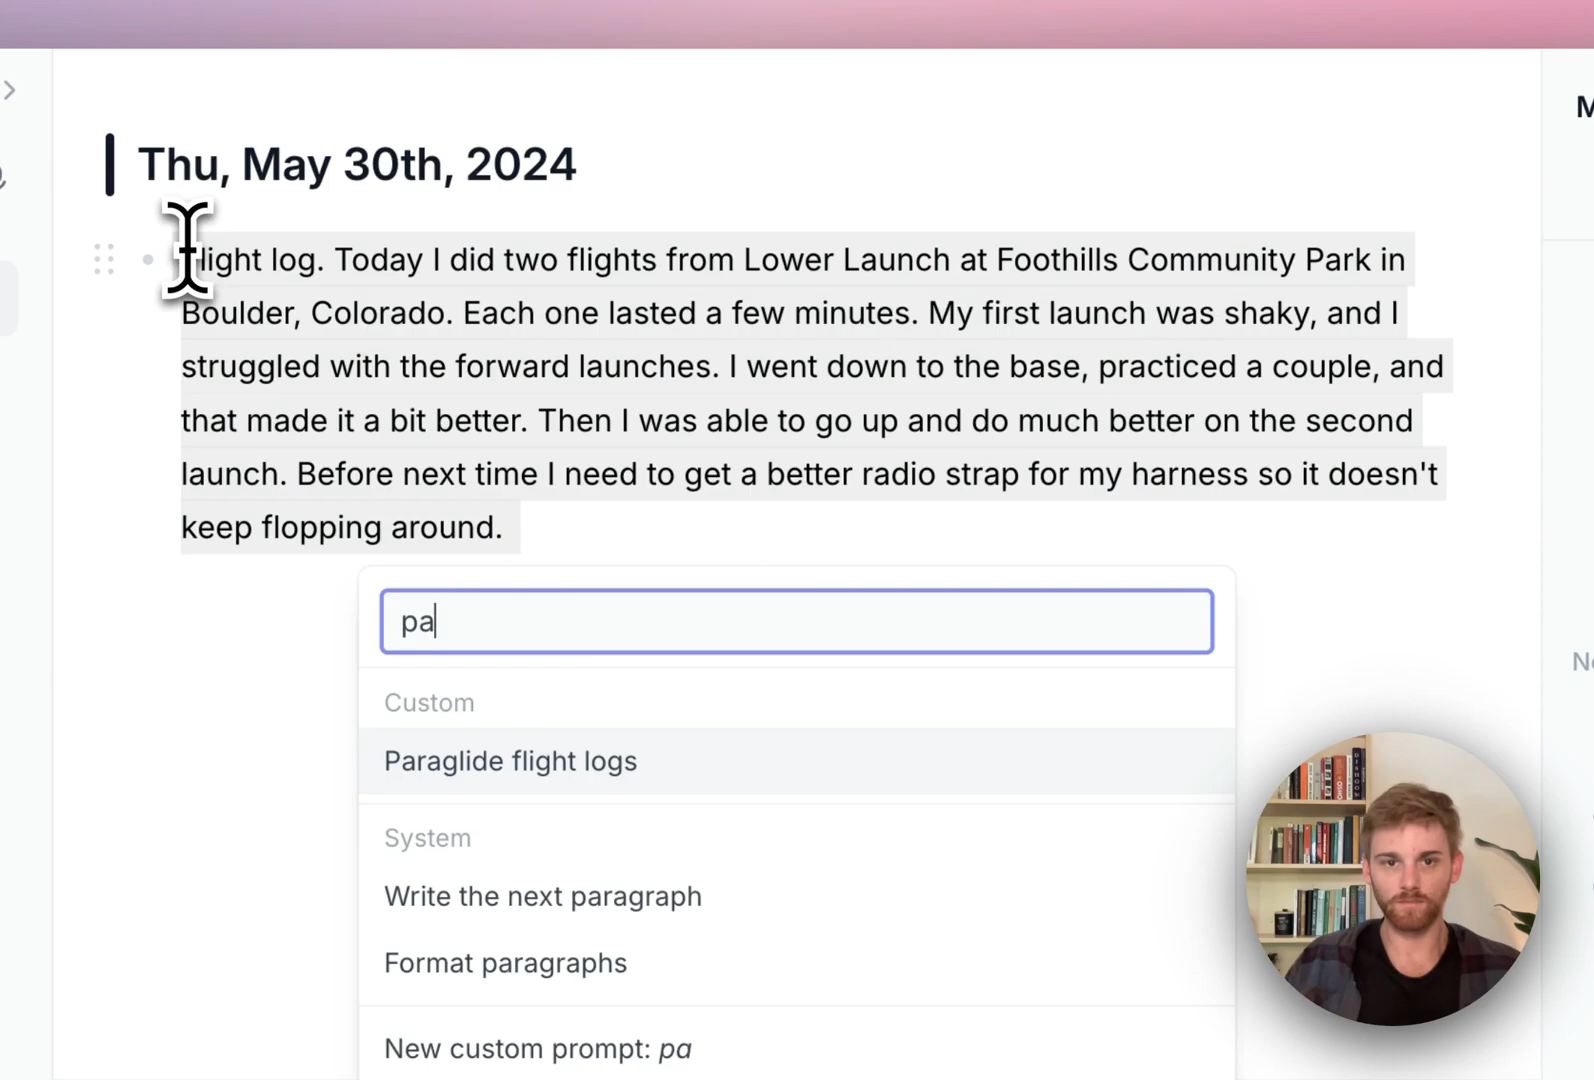 Thu, May 30th, 2024
Flight log. Today I did two flights from Lower Launch at Foothills Community Park in
Boulder, Colorado. Each one lasted a few minutes. My first launch was shaky, and I
struggled with the forward launches. I went down to the base, practiced a couple, and
that made it a bit better. Then I was able to go up and do much better on the second
launch. Before next time I need to get a better radio strap for my harness so it doesn't
keep flopping around.
pa
Custom
Paraglide flight logs
System
Write the next paragraph
Format paragraphs
New custom prompt: pa